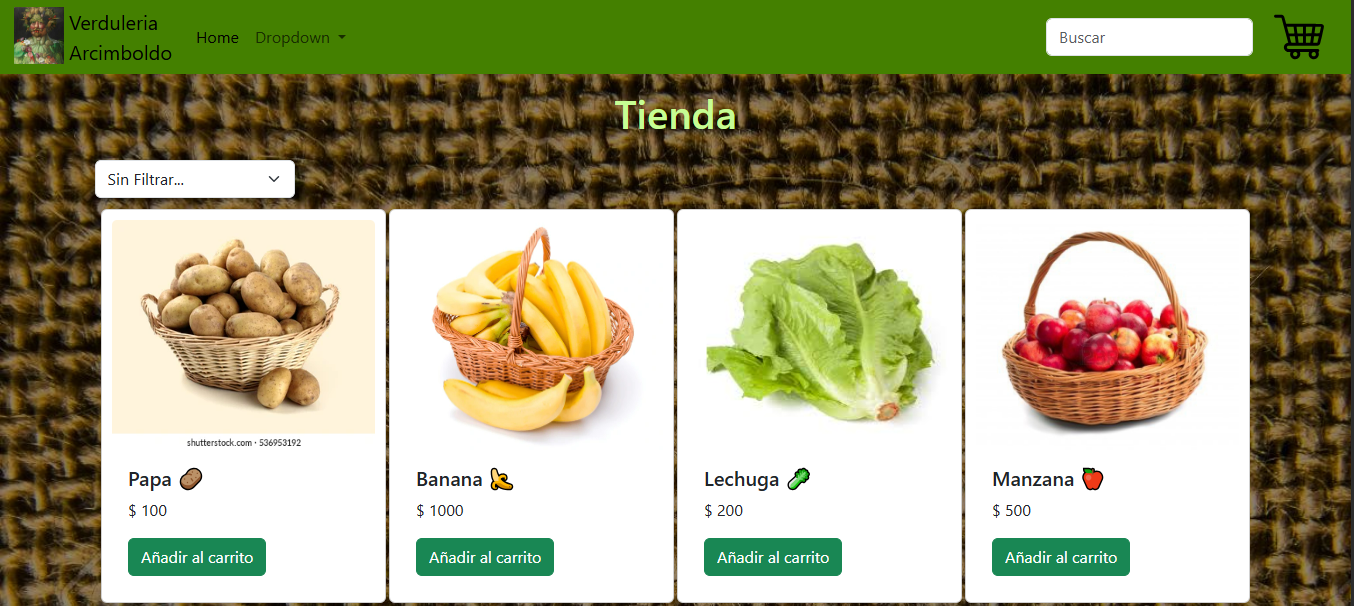 Verduleria
Arcimboldo
Home
Dropdown
Buscar
Tienda
Sin Filtrar...
shutterstock.com · 536953192
Papa 🥔
$ 100
Añadir al carrito
Banana 🍌
$ 1000
Añadir al carrito
Lechuga 🥬
$ 200
Añadir al carrito
Manzana 🍎
$ 500
Añadir al carrito